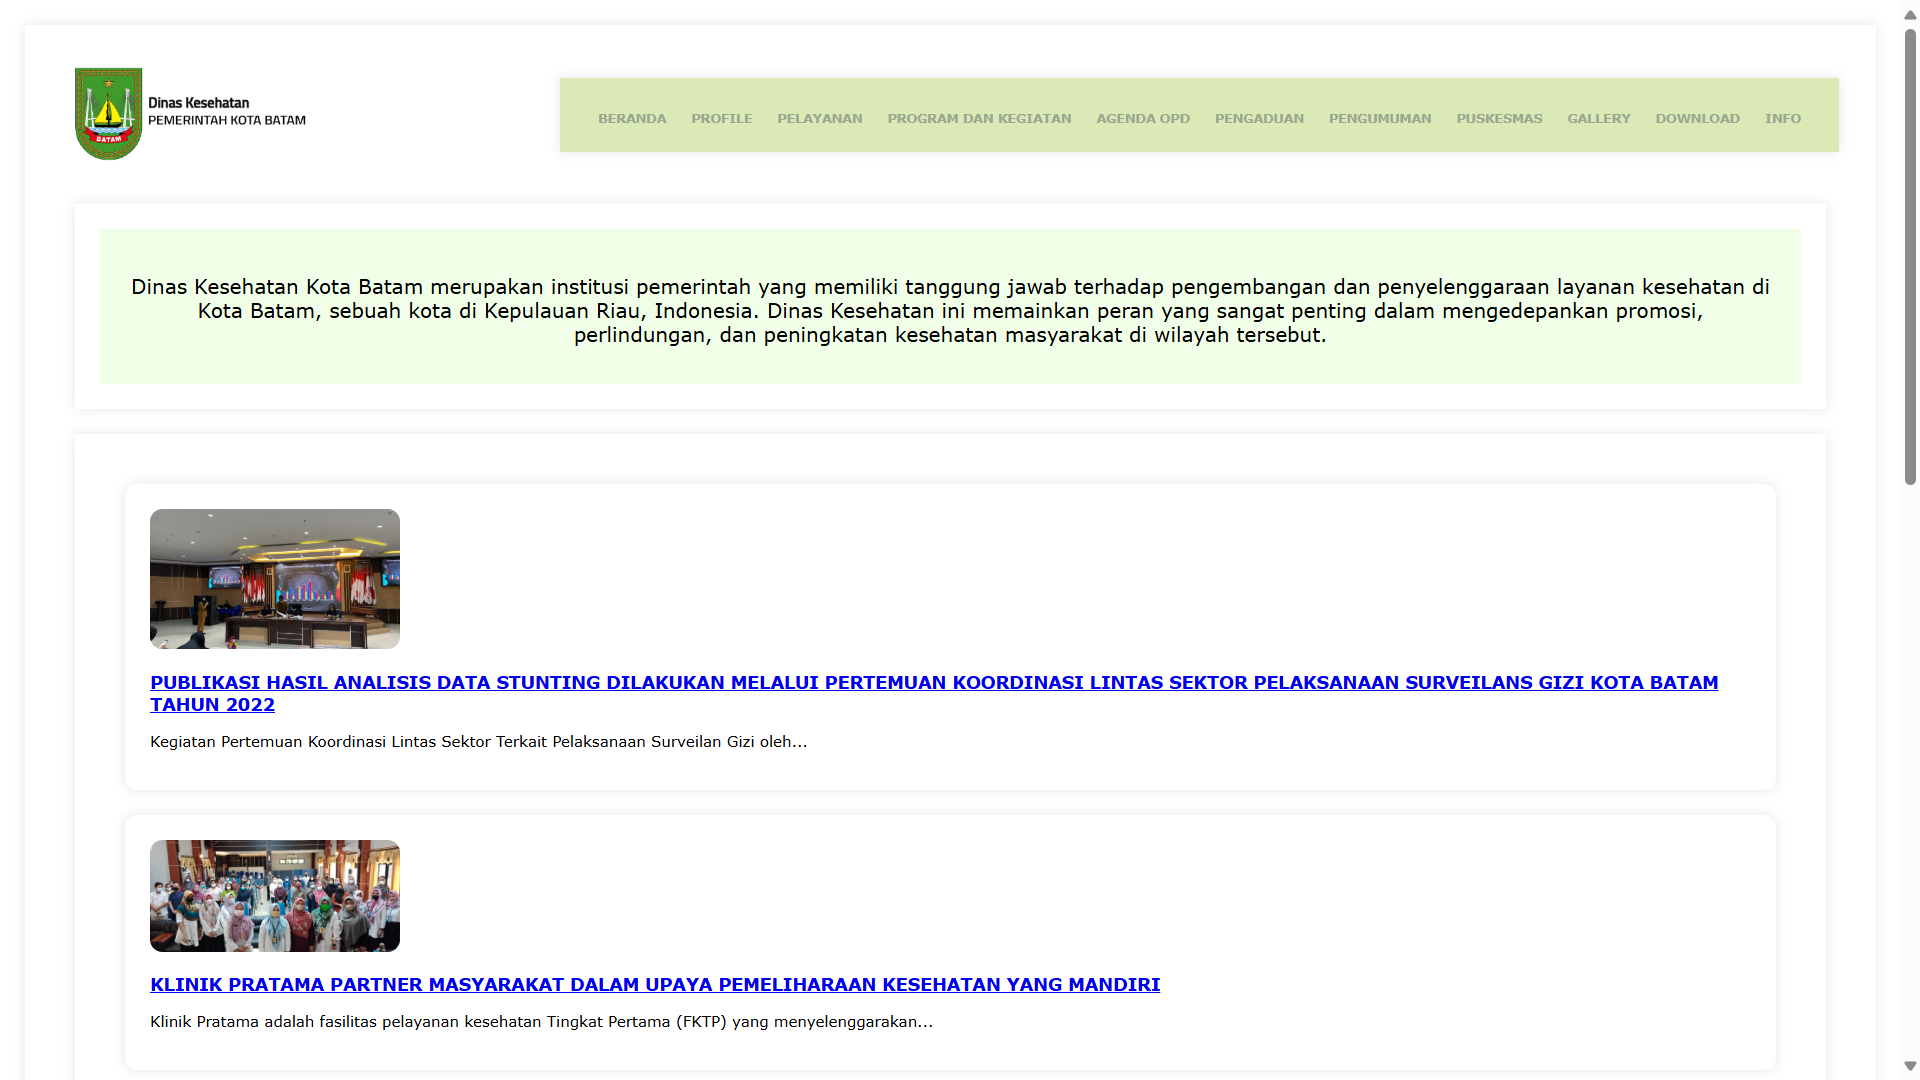 BATAM
Dinas Kesehatan
PEMERINTAH KOTA BATAM
BERANDA PROFILE PELAYANAN PROGRAM DAN KEGIATAN AGENDA OPD PENGADUAN PENGUMUMAN PUSKESMAS GALLERY DOWNLOAD INFO
Dinas Kesehatan Kota Batam merupakan institusi pemerintah yang memiliki tanggung jawab terhadap pengembangan dan penyelenggaraan layanan kesehatan di
Kota Batam, sebuah kota di Kepulauan Riau, Indonesia. Dinas Kesehatan ini memainkan peran yang sangat penting dalam mengedepankan promosi,
perlindungan, dan peningkatan kesehatan masyarakat di wilayah tersebut.
PUBLIKASI HASIL ANALISIS DATA STUNTING DILAKUKAN MELALUI PERTEMUAN KOORDINASI LINTAS SEKTOR PELAKSANAAN SURVEILANS GIZI KOTA BATAM
TAHUN 2022
Kegiatan Pertemuan Koordinasi Lintas Sektor Terkait Pelaksanaan Surveilan Gizi oleh...
KLINIK PRATAMA PARTNER MASYARAKAT DALAM UPAYA PEMELIHARAAN KESEHATAN YANG MANDIRI
Klinik Pratama adalah fasilitas pelayanan kesehatan Tingkat Pertama (FKTP) yang menyelenggarakan...